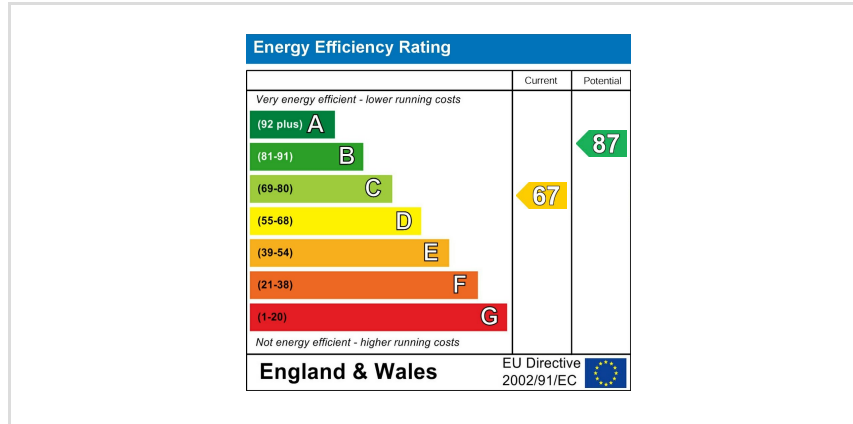 Energy Efficiency Rating
Current Potential
Very energy efficient - lower running costs
(92 plus) A
(81-91) B
87
(69-80) C
67
(55-68) D
(39-54) E
(21-38) F
(1-20) G
Not energy efficient - higher running costs
England & Wales
EU Directive
2002/91/EC